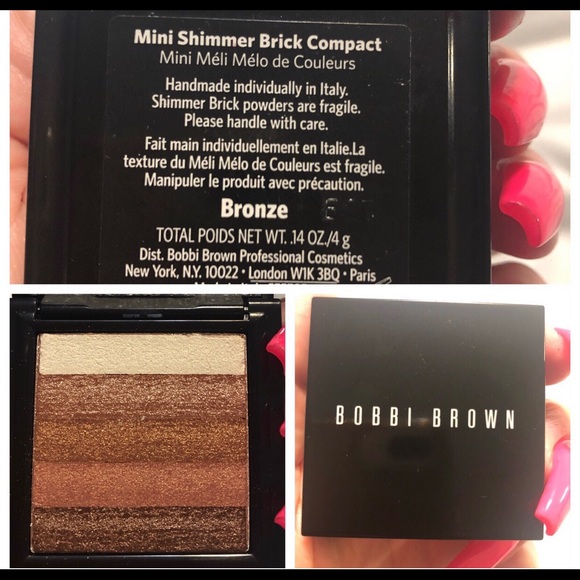 Mini Shimmer Brick Compact
Mini Méli Mélo de Couleurs
Handmade individually in Italy.
Shimmer Brick powders are fragile.
Please handle with care.
Fait main individuellement en Italie.La
texture du Méli Mélo de Couleurs est fragile.
Manipuler le produit avec précaution.
Bronze
TOTAL POIDS NET WT. .14 OZ./4 g
Dist. Bobbi Brown Professional Cosmetics
New York, N.Y. 10022 · London W1K 3BQ · Paris
BOBBI BROWN